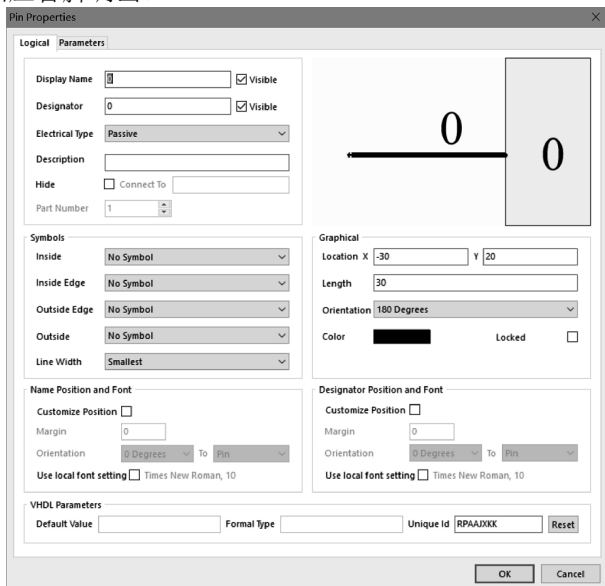 Pin Properties
Logical Parameters
Display Name 0 Visible
Designator 0 Visible
Electrical Type Passive
Description
Hide Connect To
Part Number 1
0
0
Symbols
Inside No Symbol
Inside Edge No Symbol
Outside Edge No Symbol
Outside No Symbol
Line Width Smallest
Graphical
Location X -30 Y 20
Length 30
Orientation 180 Degrees
Color Locked
Name Position and Font
Customize Position
Margin 0
Orientation 0 Degrees To Pin
Use local font setting Times New Roman, 10
Designator Position and Font
Customize Position
Margin 0
Orientation 0 Degrees To Pin
Use local font setting Times New Roman, 10
VHDL Parameters
Default Value Formal Type Unique Id RPAAJXKK Reset
OK Cancel